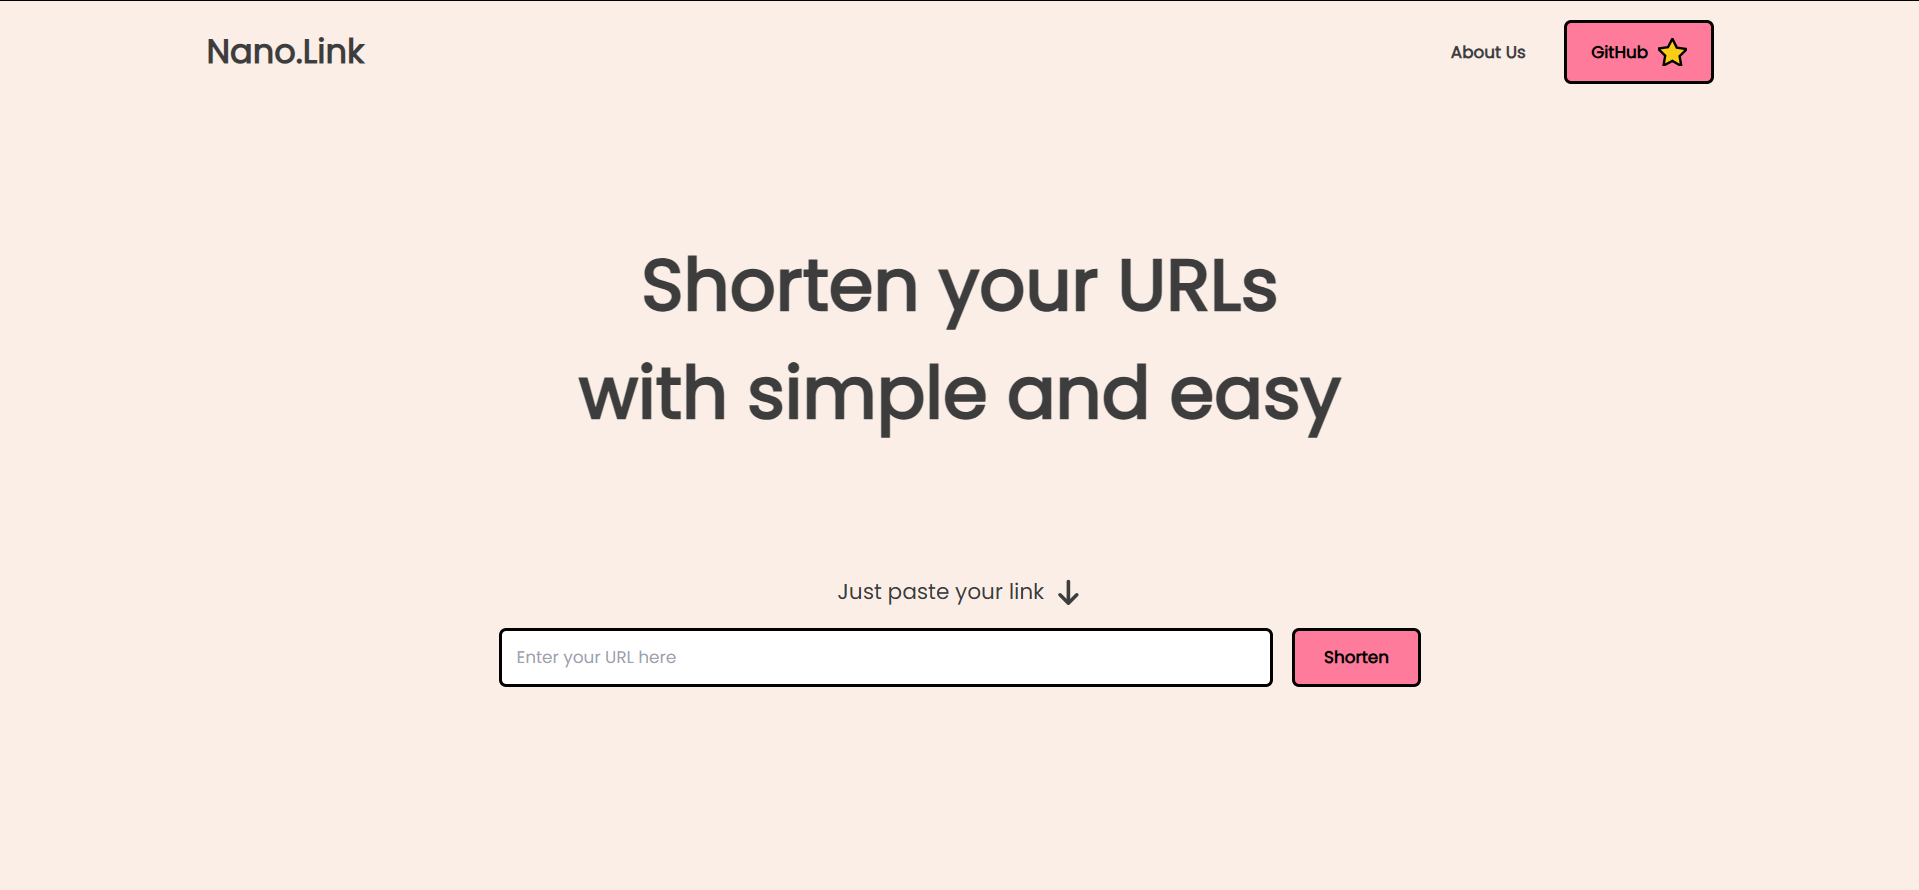 Nano.Link
About Us
GitHub
Shorten your URLs
with simple and easy
Just paste your link
Enter your URL here
Shorten